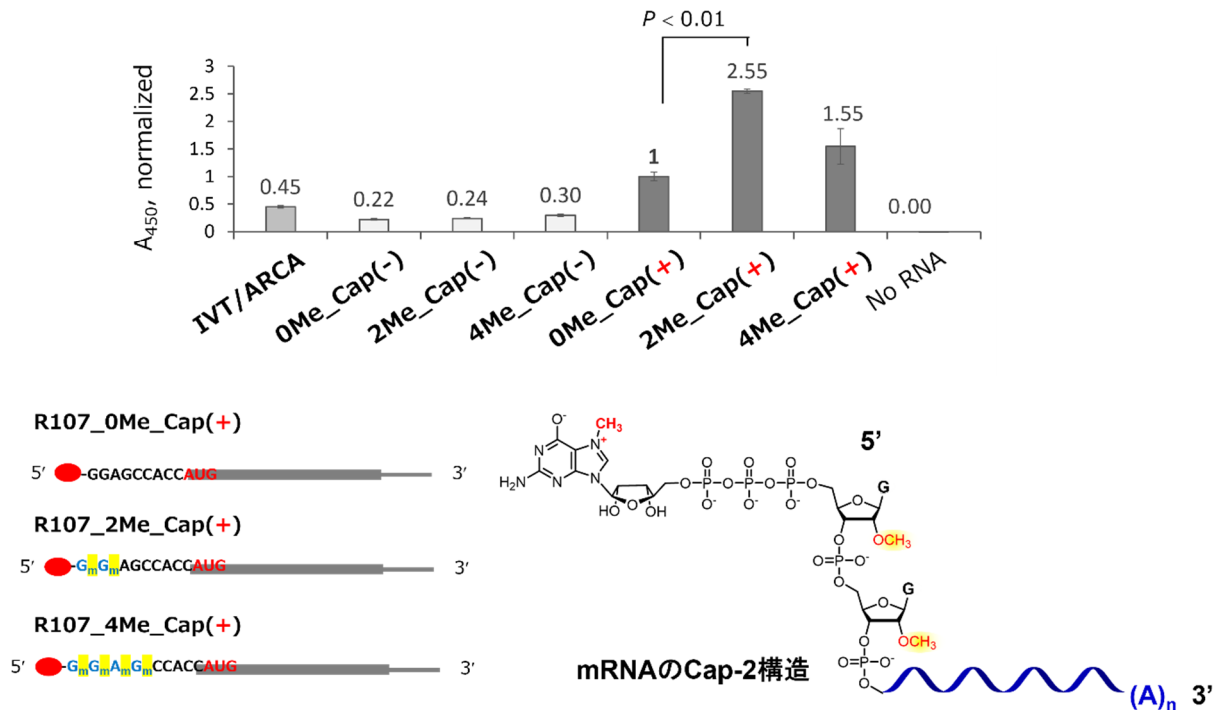 P < 0.01
A450, normalized
3
2.5
2
1.5
1
0.5
0
0.45
0.22
0.24
0.30
1
2.55
1.55
0.00
IVT/ARCA
0Me_Cap(-)
2Me_Cap(-)
4Me_Cap(-)
0Me_Cap(+)
2Me_Cap(+)
4Me_Cap(+)
No RNA
R107_0Me_Cap(+)
5′ -GGAGCCACCAUG 3′
R107_2Me_Cap(+)
5′ -GmGmAGCCACCAUG 3′
R107_4Me_Cap(+)
5′ -GmGmAmGmCCACCAUG 3′
5'
O-
CH3
N
N+
N
N
H2N
O
HO
OH
O
O
P
O-
O
O
P
O-
O
O
P
O-
O
O
G
O
OCH3
O=P-O-
O
O
G
O
OCH3
O=P-O-
O
(A)n 3'
mRNAのCap-2構造